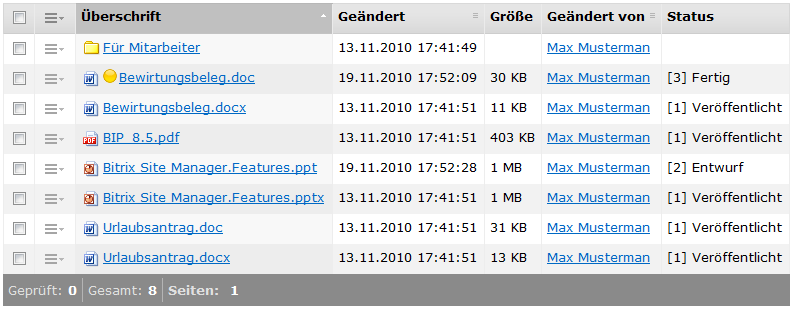 Überschrift Geändert Größe Geändert von Status
Für Mitarbeiter 13.11.2010 17:41:49 Max Musterman
Bewirtungsbeleg.doc 19.11.2010 17:52:09 30 KB Max Musterman [3] Fertig
Bewirtungsbeleg.docx 13.11.2010 17:41:51 11 KB Max Musterman [1] Veröffentlicht
BIP_8.5.pdf 13.11.2010 17:41:51 403 KB Max Musterman [1] Veröffentlicht
Bitrix Site Manager.Features.ppt 19.11.2010 17:52:28 1 MB Max Musterman [2] Entwurf
Bitrix Site Manager.Features.pptx 13.11.2010 17:41:51 1 MB Max Musterman [1] Veröffentlicht
Urlaubsantrag.doc 13.11.2010 17:41:51 31 KB Max Musterman [1] Veröffentlicht
Urlaubsantrag.docx 13.11.2010 17:41:51 13 KB Max Musterman [1] Veröffentlicht
Geprüft: 0 Gesamt: 8 Seiten: 1